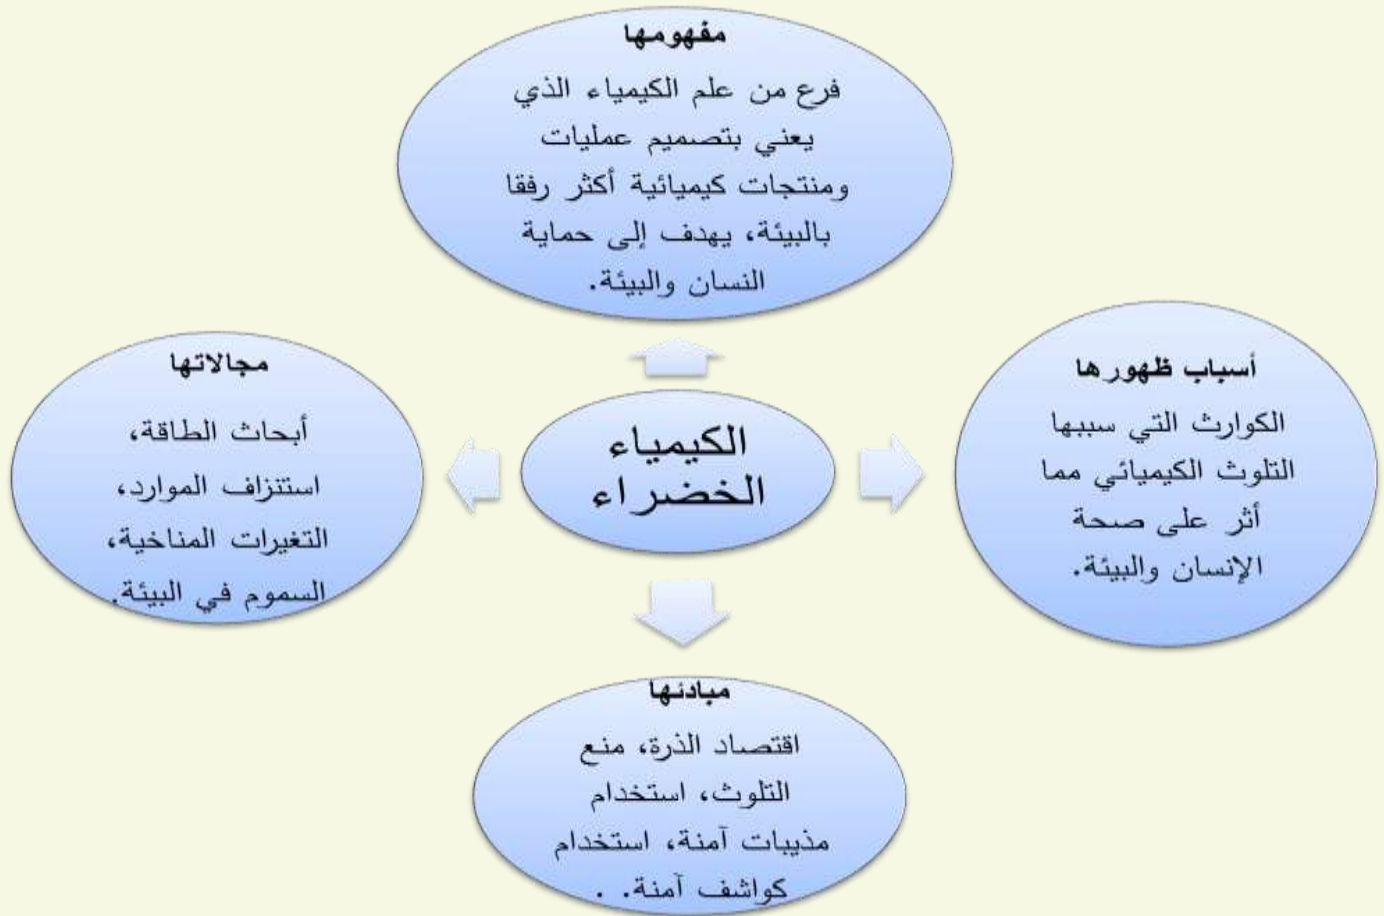 مفهومها
فرع من علم الكيمياء الذي
يعني بتصميم عمليات
ومنتجات كيميائية أكثر رفقا
بالبيئة، يهدف إلى حماية
النسان والبيئة.
أسباب ظهورها
الكوارث التي سببها
التلوث الكيميائي مما
أثر على صحة
الإنسان والبيئة.
الكيمياء
الخضراء
مجالاتها
أبحاث الطاقة،
استنزاف الموارد،
التغيرات المناخية،
السموم في البيئة.
مبادئها
اقتصاد الذرة، منع
التلوث، استخدام
مذيبات آمنة، استخدام
كواشف آمنة. .